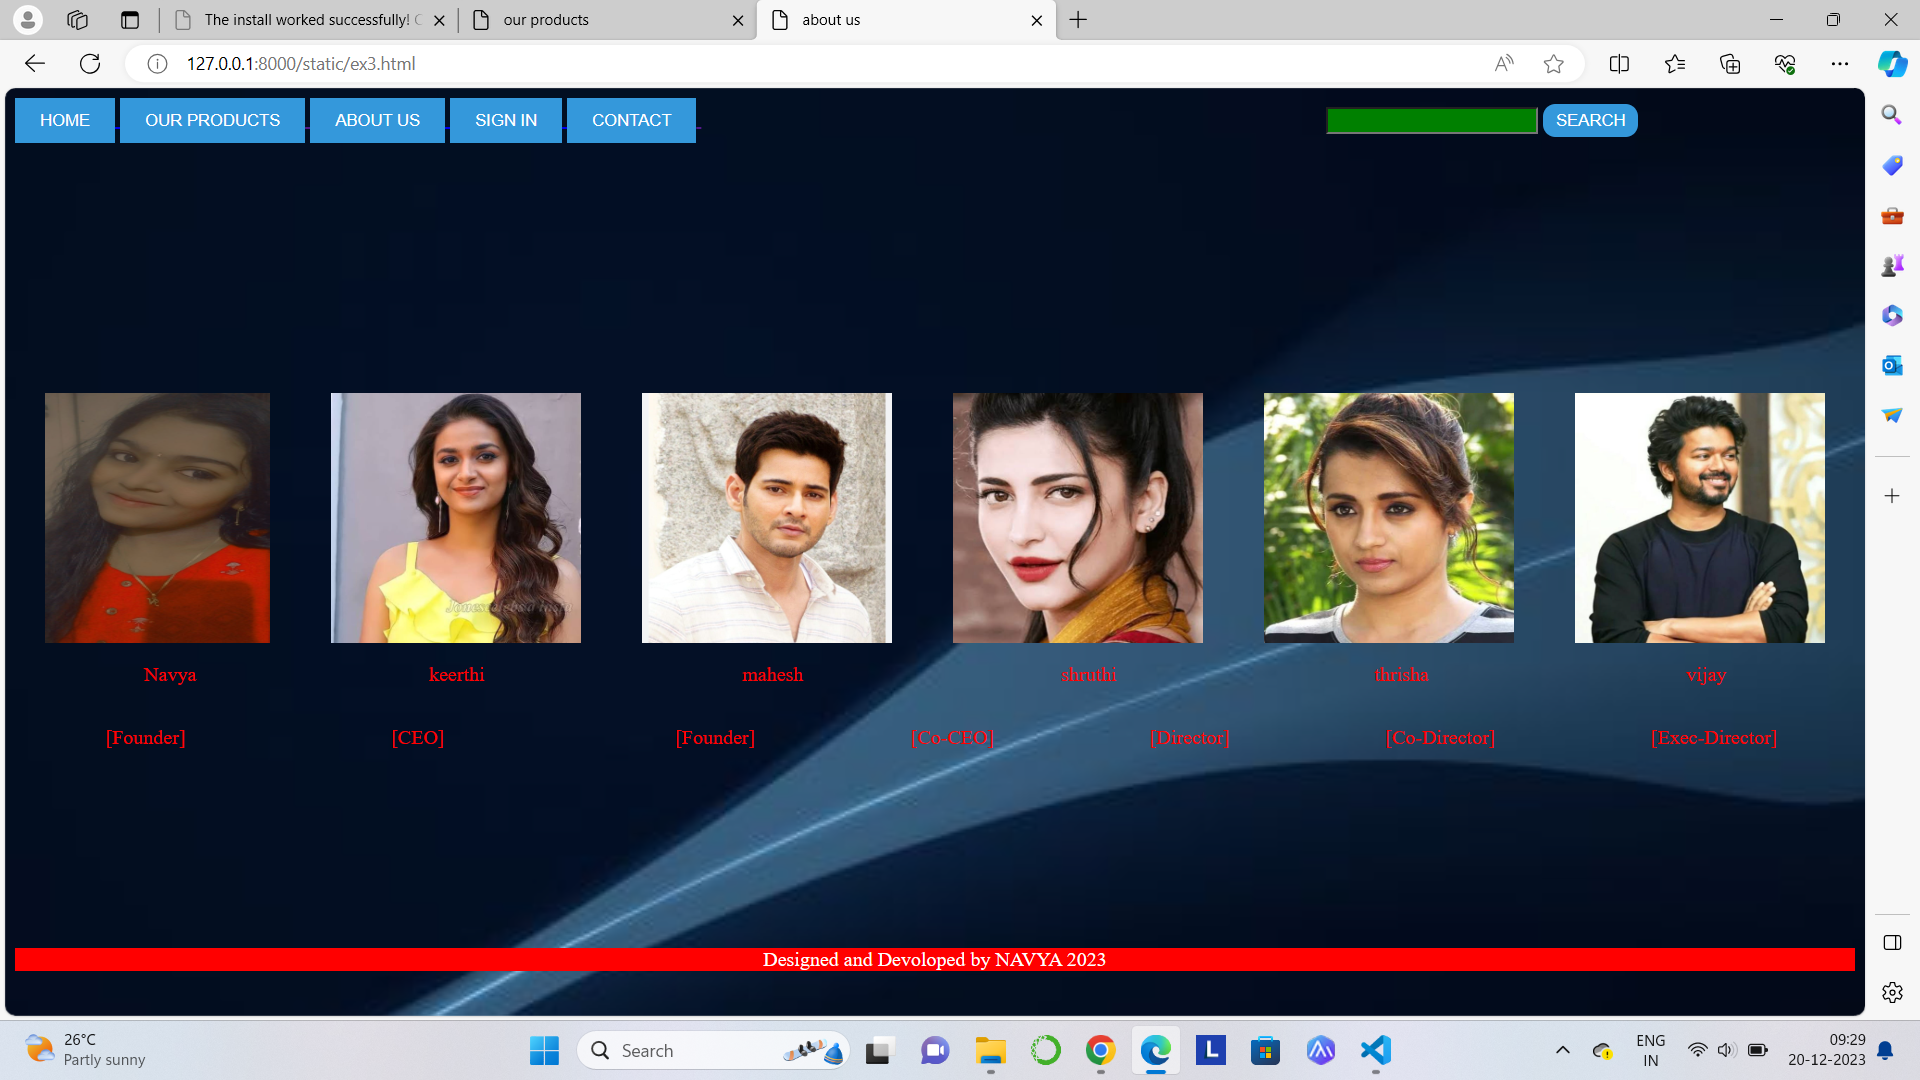 The install worked successfully! C
our products
about us
127.0.0.1:8000/static/ex3.html
HOME
OUR PRODUCTS
ABOUT US
SIGN IN
CONTACT
SEARCH
Navya
keerthi
mahesh
shruthi
thrisha
vijay
[Founder]
[CEO]
[Founder]
[Co-CEO]
[Director]
[Co-Director]
[Exec-Director]
Designed and Devoloped by NAVYA 2023
26°C
Partly sunny
Search
L
ENG
IN
09:29
20-12-2023